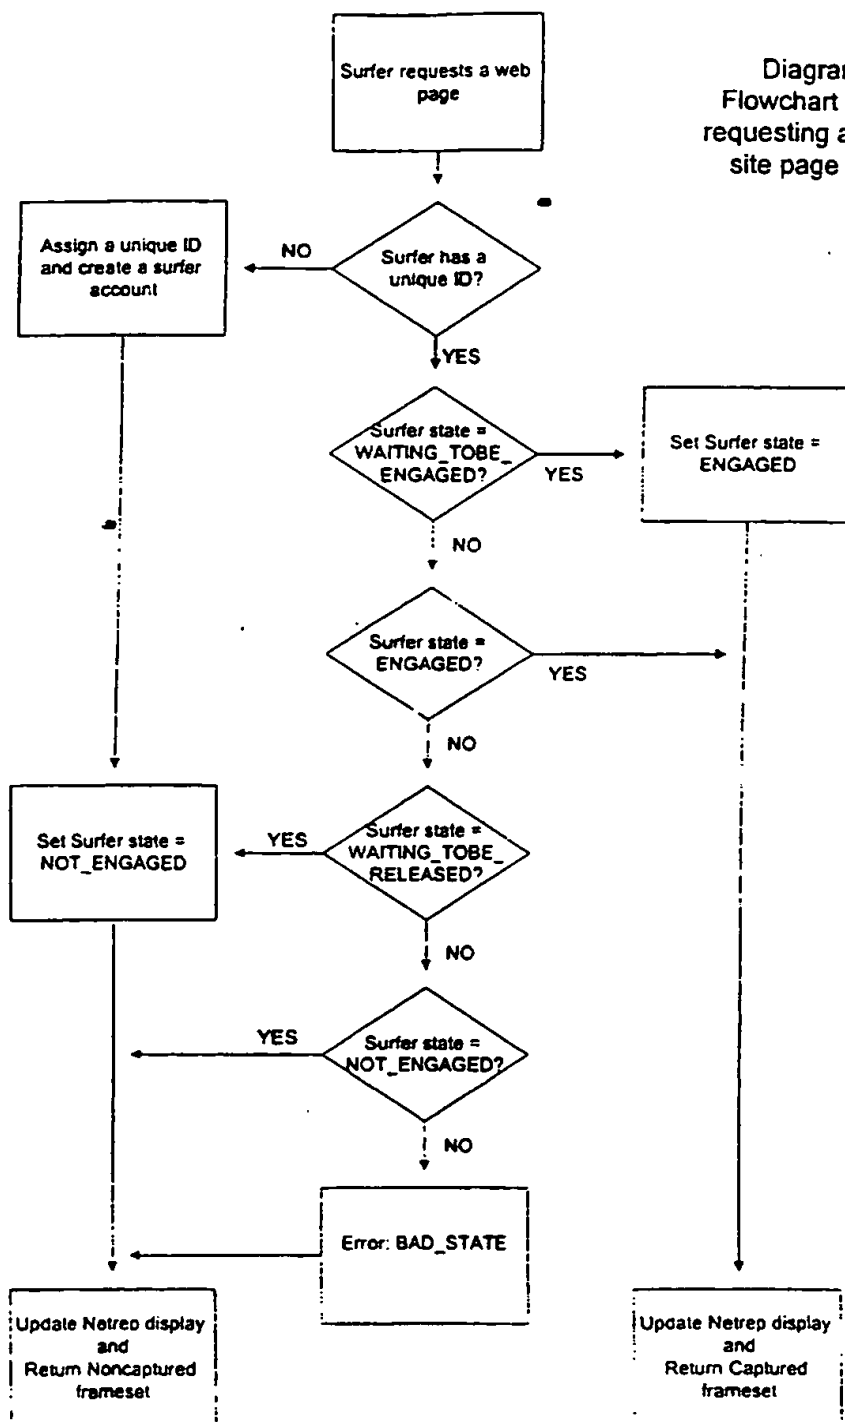 Surfer requests a web
page
Diagra
Flowchart
requesting a
site page
Assign a unique ID
and create a surfer
account
NO
Surfer has a
unique ID?
YES
Surfer state =
WAITING_TOBE_
ENGAGED?
YES
Set Surfer state =
ENGAGED
NO
Surfer state =
ENGAGED?
YES
NO
Set Surfer state =
NOT_ENGAGED
YES
Surfer state =
WAITING_TOBE_
RELEASED?
NO
YES
Surfer state =
NOT_ENGAGED?
NO
Error: BAD_STATE
Update Netrep display
and
Return Noncaptured
frameset
Update Netrep display
and
Return Captured
frameset